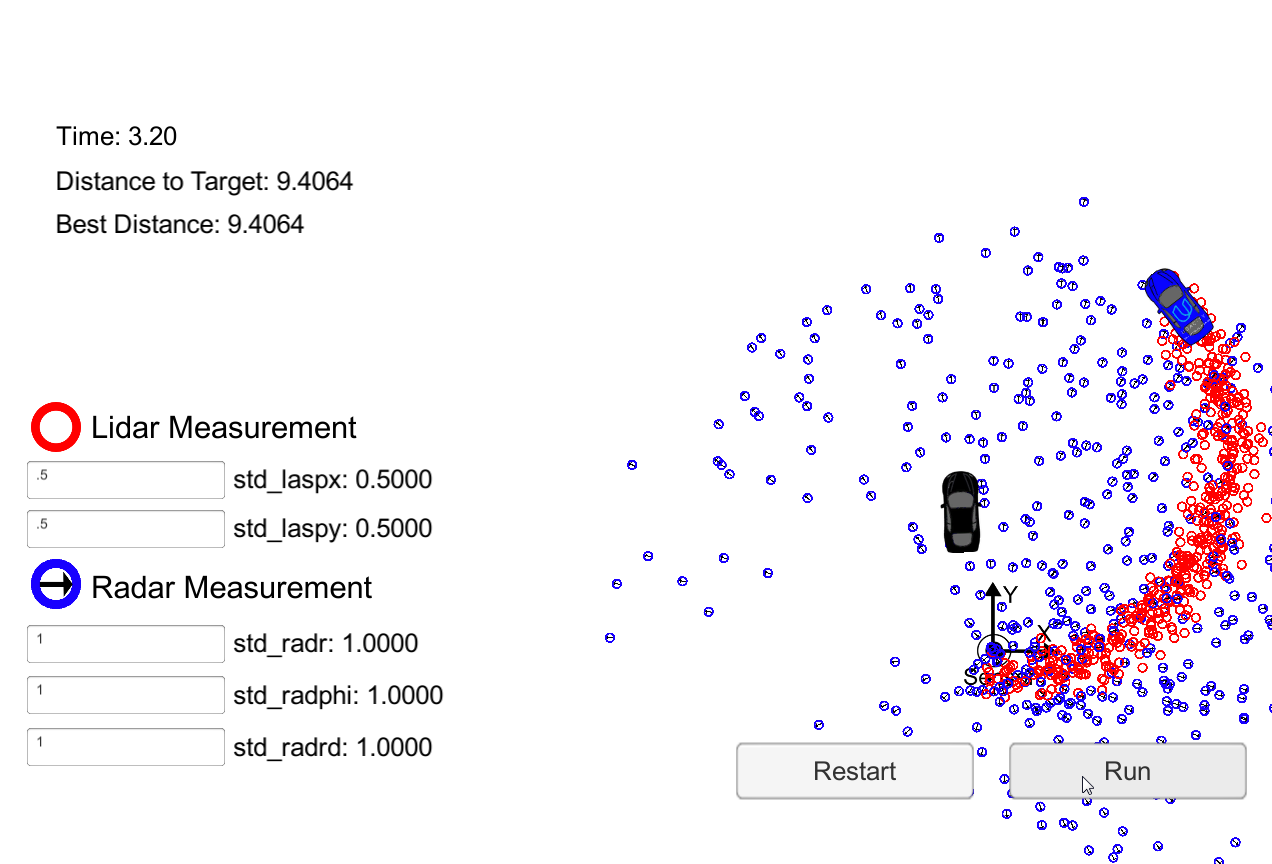 Time: 3.20
Distance to Target: 9.4064
Best Distance: 9.4064
Lidar Measurement
.5
std_laspx: 0.5000
.5
std_laspy: 0.5000
Radar Measurement
1
std_radr: 1.0000
1
std_radphi: 1.0000
1
std_radrd: 1.0000
Y
X
Restart
Run